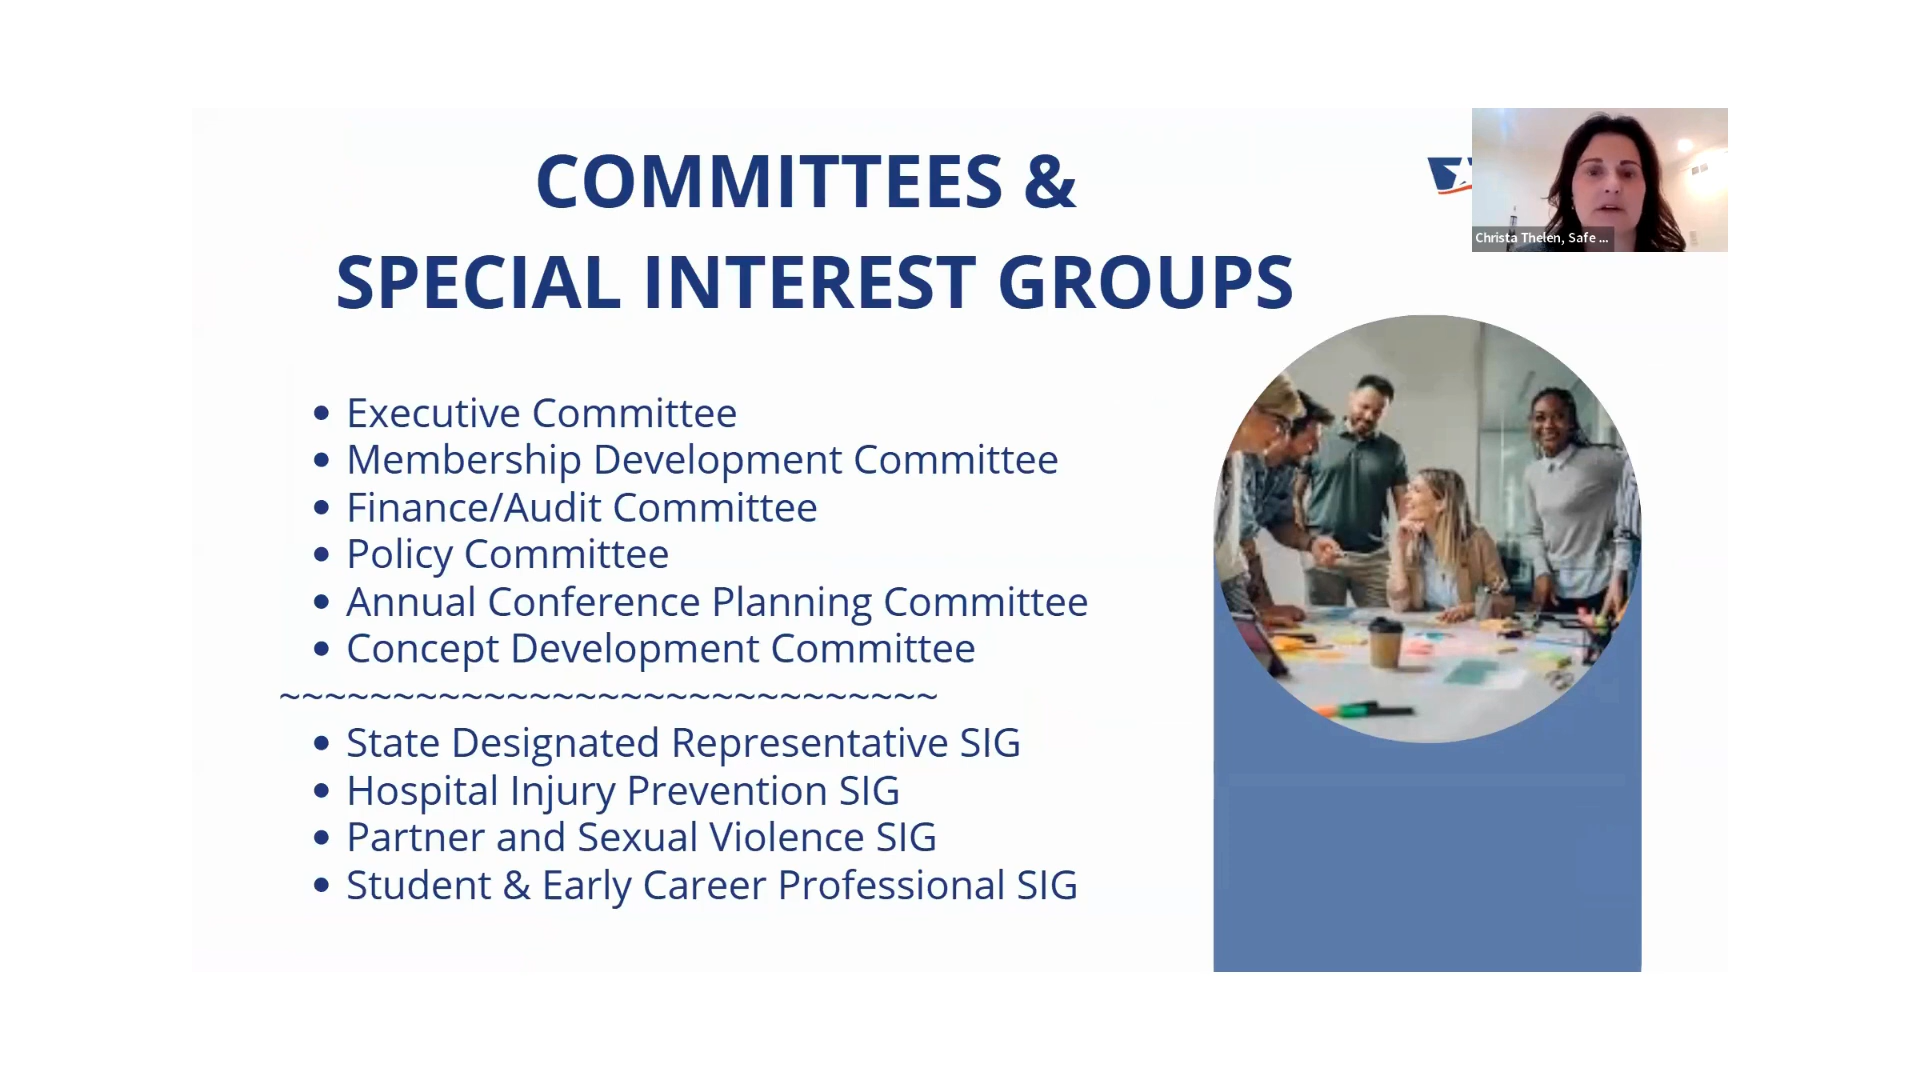 COMMITTEES &
SPECIAL INTEREST GROUPS
Christa Thelen, Safe ...
• Executive Committee
• Membership Development Committee
• Finance/Audit Committee
• Policy Committee
• Annual Conference Planning Committee
• Concept Development Committee
~~~~~~~~~~~~~~~~~~~~~~~~~~~~~
• State Designated Representative SIG
• Hospital Injury Prevention SIG
• Partner and Sexual Violence SIG
• Student & Early Career Professional SIG